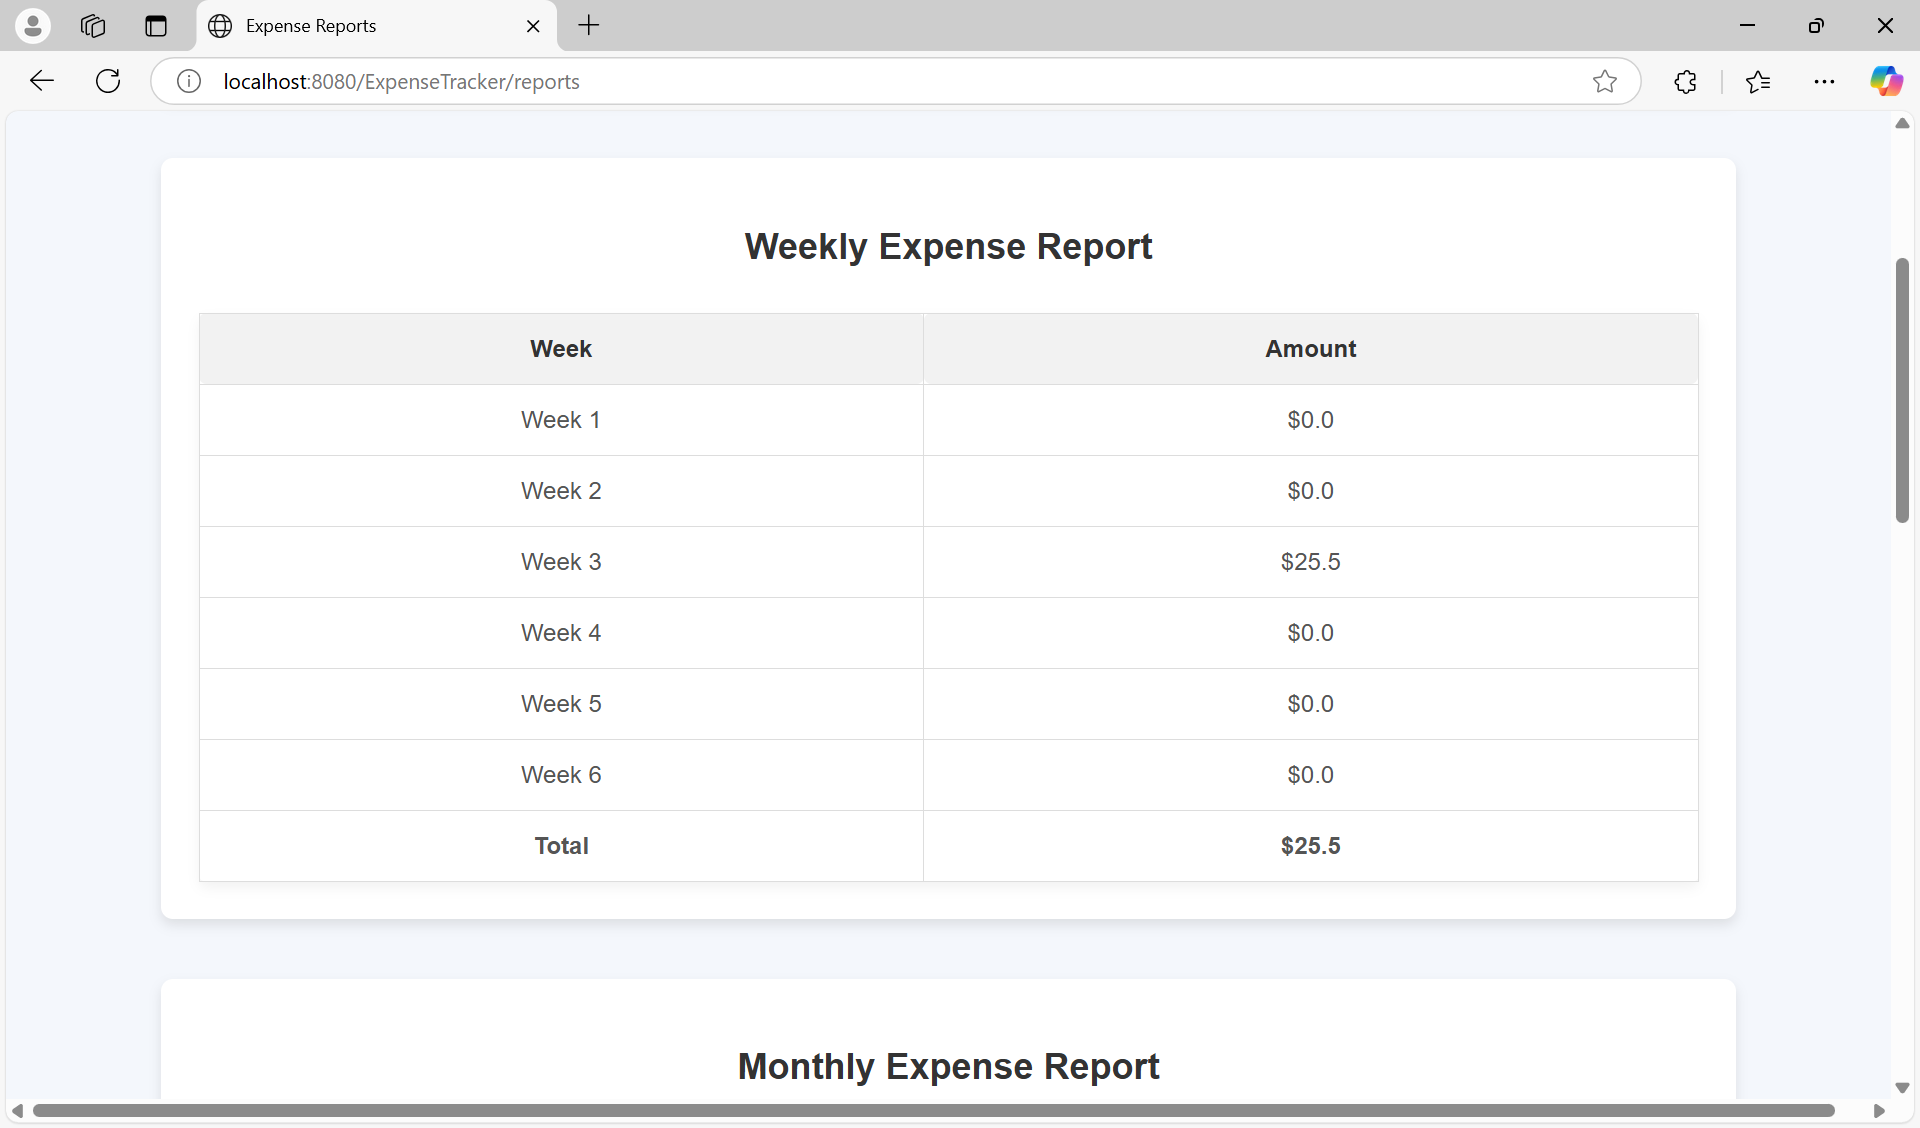 Expense Reports
localhost:8080/ExpenseTracker/reports
Weekly Expense Report
Week Amount
Week 1 $0.0
Week 2 $0.0
Week 3 $25.5
Week 4 $0.0
Week 5 $0.0
Week 6 $0.0
Total $25.5
Monthly Expense Report